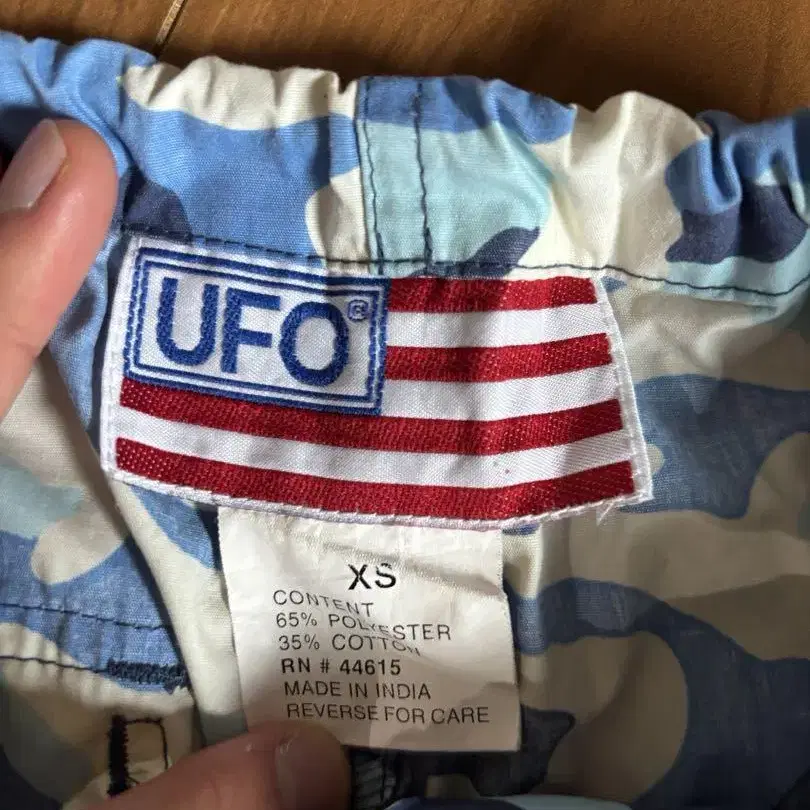 UFO®
XS
CONTENT
65% POLYESTER
35% COTTON
RN # 44615
MADE IN INDIA
REVERSE FOR CARE